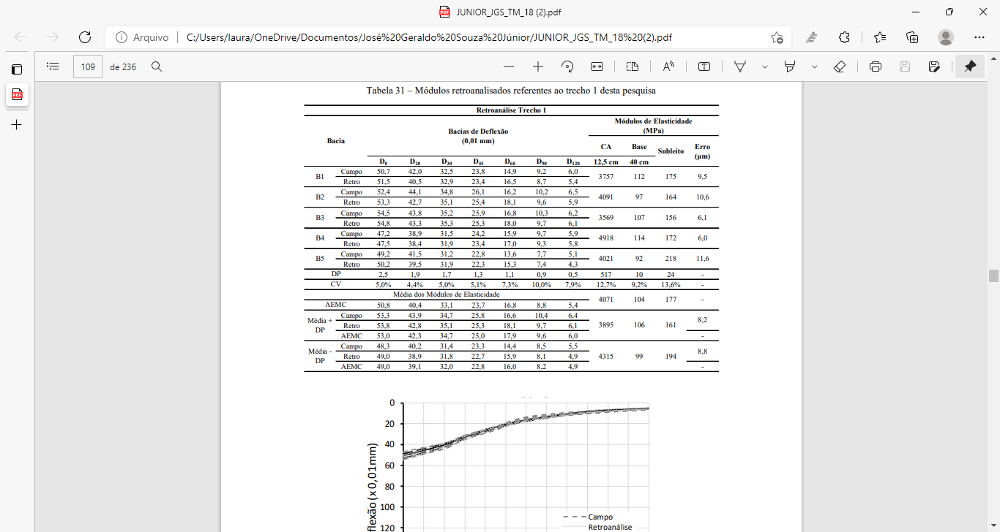 JUNIOR_JGS_TM_18 (2).pdf
Arquivo C:/Users/laura/OneDrive/Documentos/José%20Geraldo%20Souza%20Júnior/JUNIOR_JGS_TM_18%20(2).pdf
109 de 236
Tabela 31 – Módulos retroanalisados referentes ao trecho 1 desta pesquisa
Retroanálise Trecho 1
Bacia Bacias de Deflexão (0,01 mm) Módulos de Elasticidade (MPa)
CA Base Subleito Erro (µm)
D0 D20 D30 D45 D60 D90 D120 12,5 cm 40 cm
B1 Campo 50,7 42,0 32,5 23,8 14,9 9,2 6,0 3757 112 175 9,5
Retro 51,5 40,5 32,9 23,4 16,5 8,7 5,4
B2 Campo 52,4 44,1 34,8 26,1 16,2 10,2 6,5 4091 97 164 10,6
Retro 53,3 42,7 35,1 25,4 18,1 9,6 5,9
B3 Campo 54,5 43,8 35,2 25,9 16,8 10,3 6,2 3569 107 156 6,1
Retro 54,8 43,3 35,3 25,3 18,0 9,7 6,1
B4 Campo 47,2 38,9 31,5 24,2 15,9 9,7 5,9 4918 114 172 6,0
Retro 47,5 38,4 31,9 23,4 17,0 9,3 5,8
B5 Campo 49,2 41,5 31,2 22,8 13,6 7,7 5,1 4021 92 218 11,6
Retro 50,2 39,5 31,9 22,3 15,3 7,4 4,3
DP 2,5 1,9 1,7 1,3 1,1 0,9 0,5 517 10 24 -
CV 5,0% 4,4% 5,0% 5,1% 7,3% 10,0% 7,9% 12,7% 9,2% 13,6% -
Média dos Módulos de Elasticidade 4071 104 177 -
AEMC 50,8 40,4 33,1 23,7 16,8 8,8 5,4
Média + DP Campo 53,3 43,9 34,7 25,8 16,6 10,4 6,4 3895 106 161 8,2
Retro 53,8 42,8 35,1 25,3 18,1 9,7 6,1
AEMC 53,0 42,3 34,7 25,0 17,9 9,6 6,0 -
Média - DP Campo 48,3 40,2 31,4 23,3 14,4 8,5 5,5 4315 99 194 8,8
Retro 49,0 38,9 31,8 22,7 15,9 8,1 4,9
AEMC 49,0 39,1 32,0 22,8 16,0 8,2 4,9 -
0
20
40
60
80
100
120
flexão (x 0,01mm)
Campo
Retroanálise